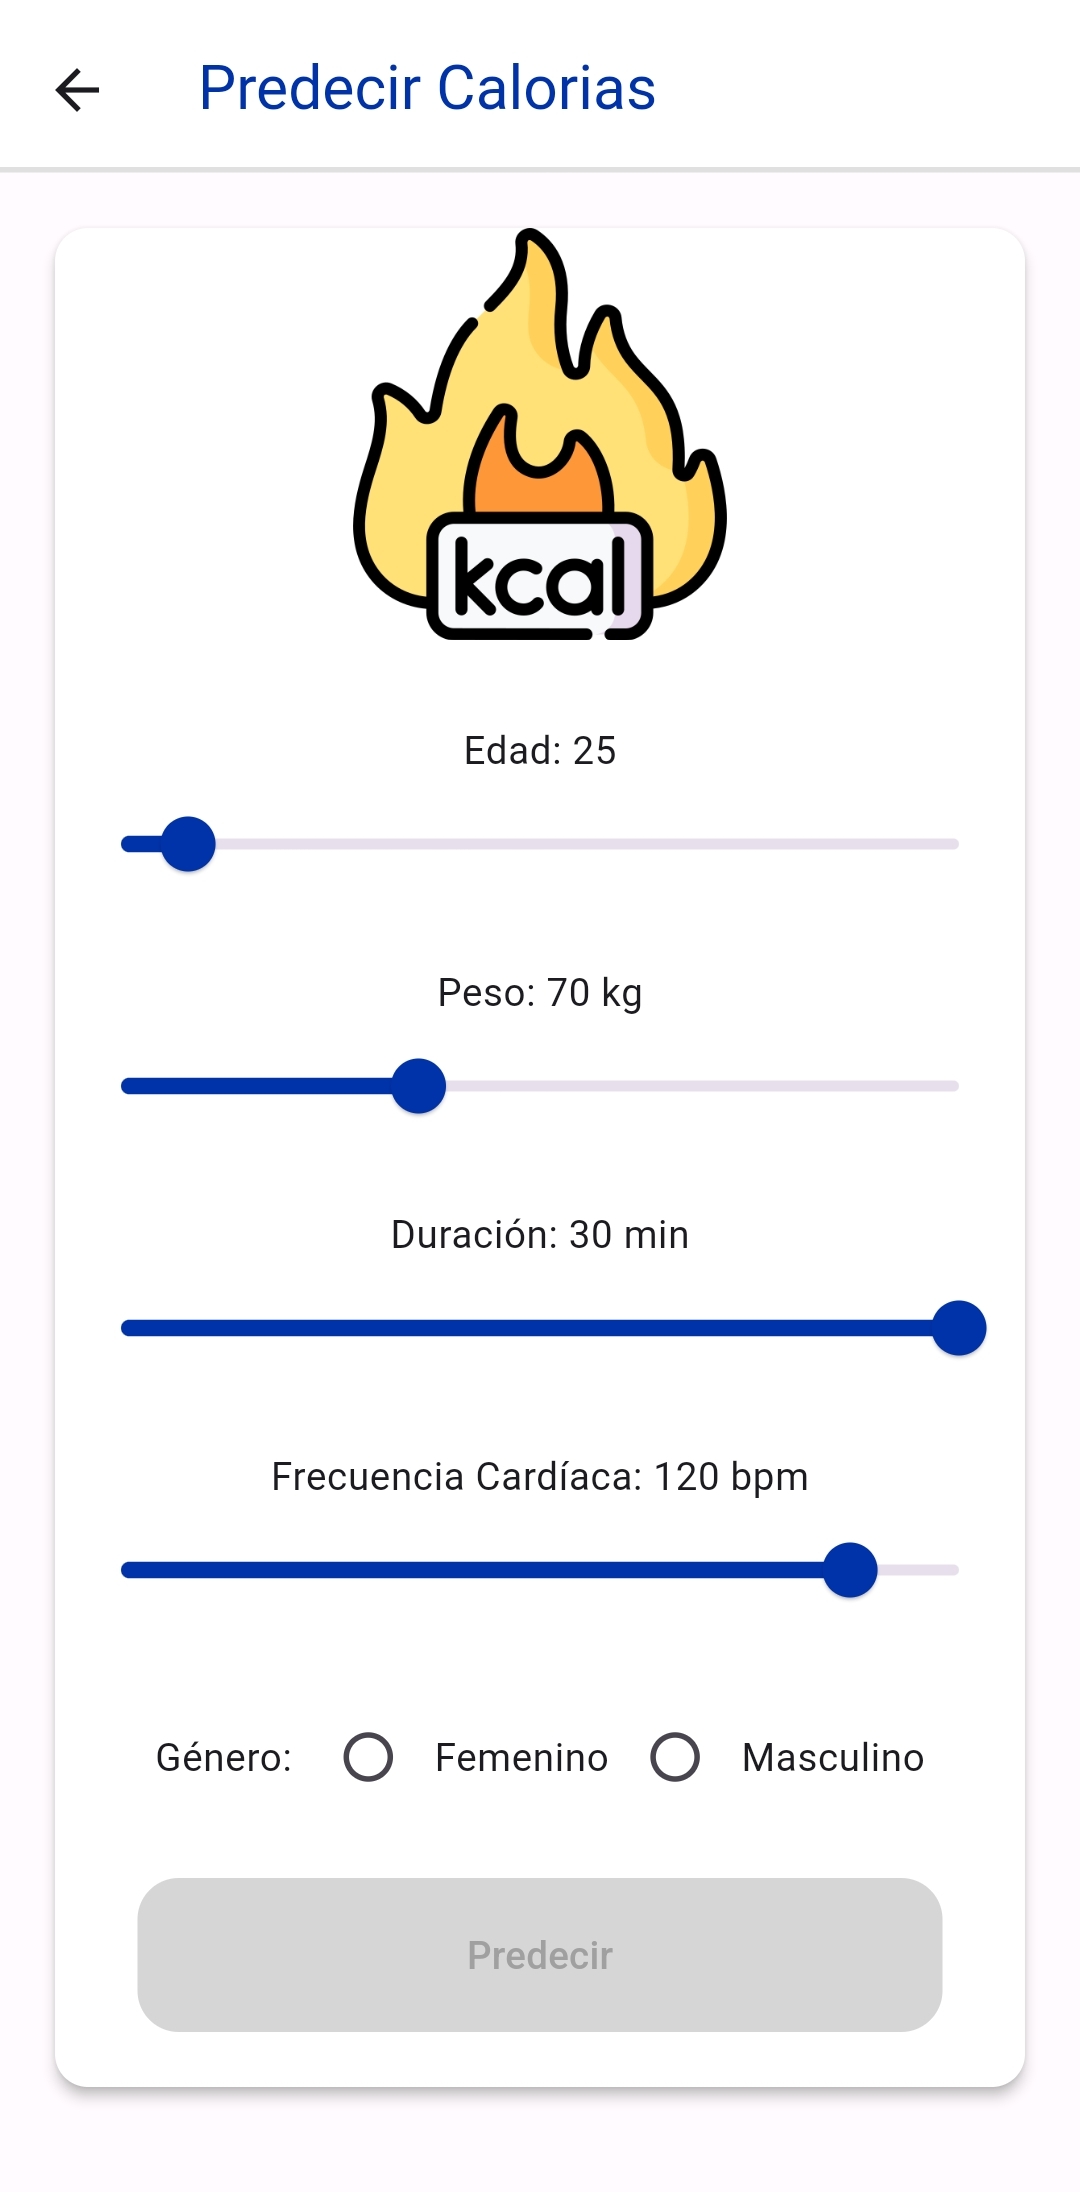 Predecir Calorias
kcal
Edad: 25
Peso: 70 kg
Duración: 30 min
Frecuencia Cardíaca: 120 bpm
Género: Femenino Masculino
Predecir